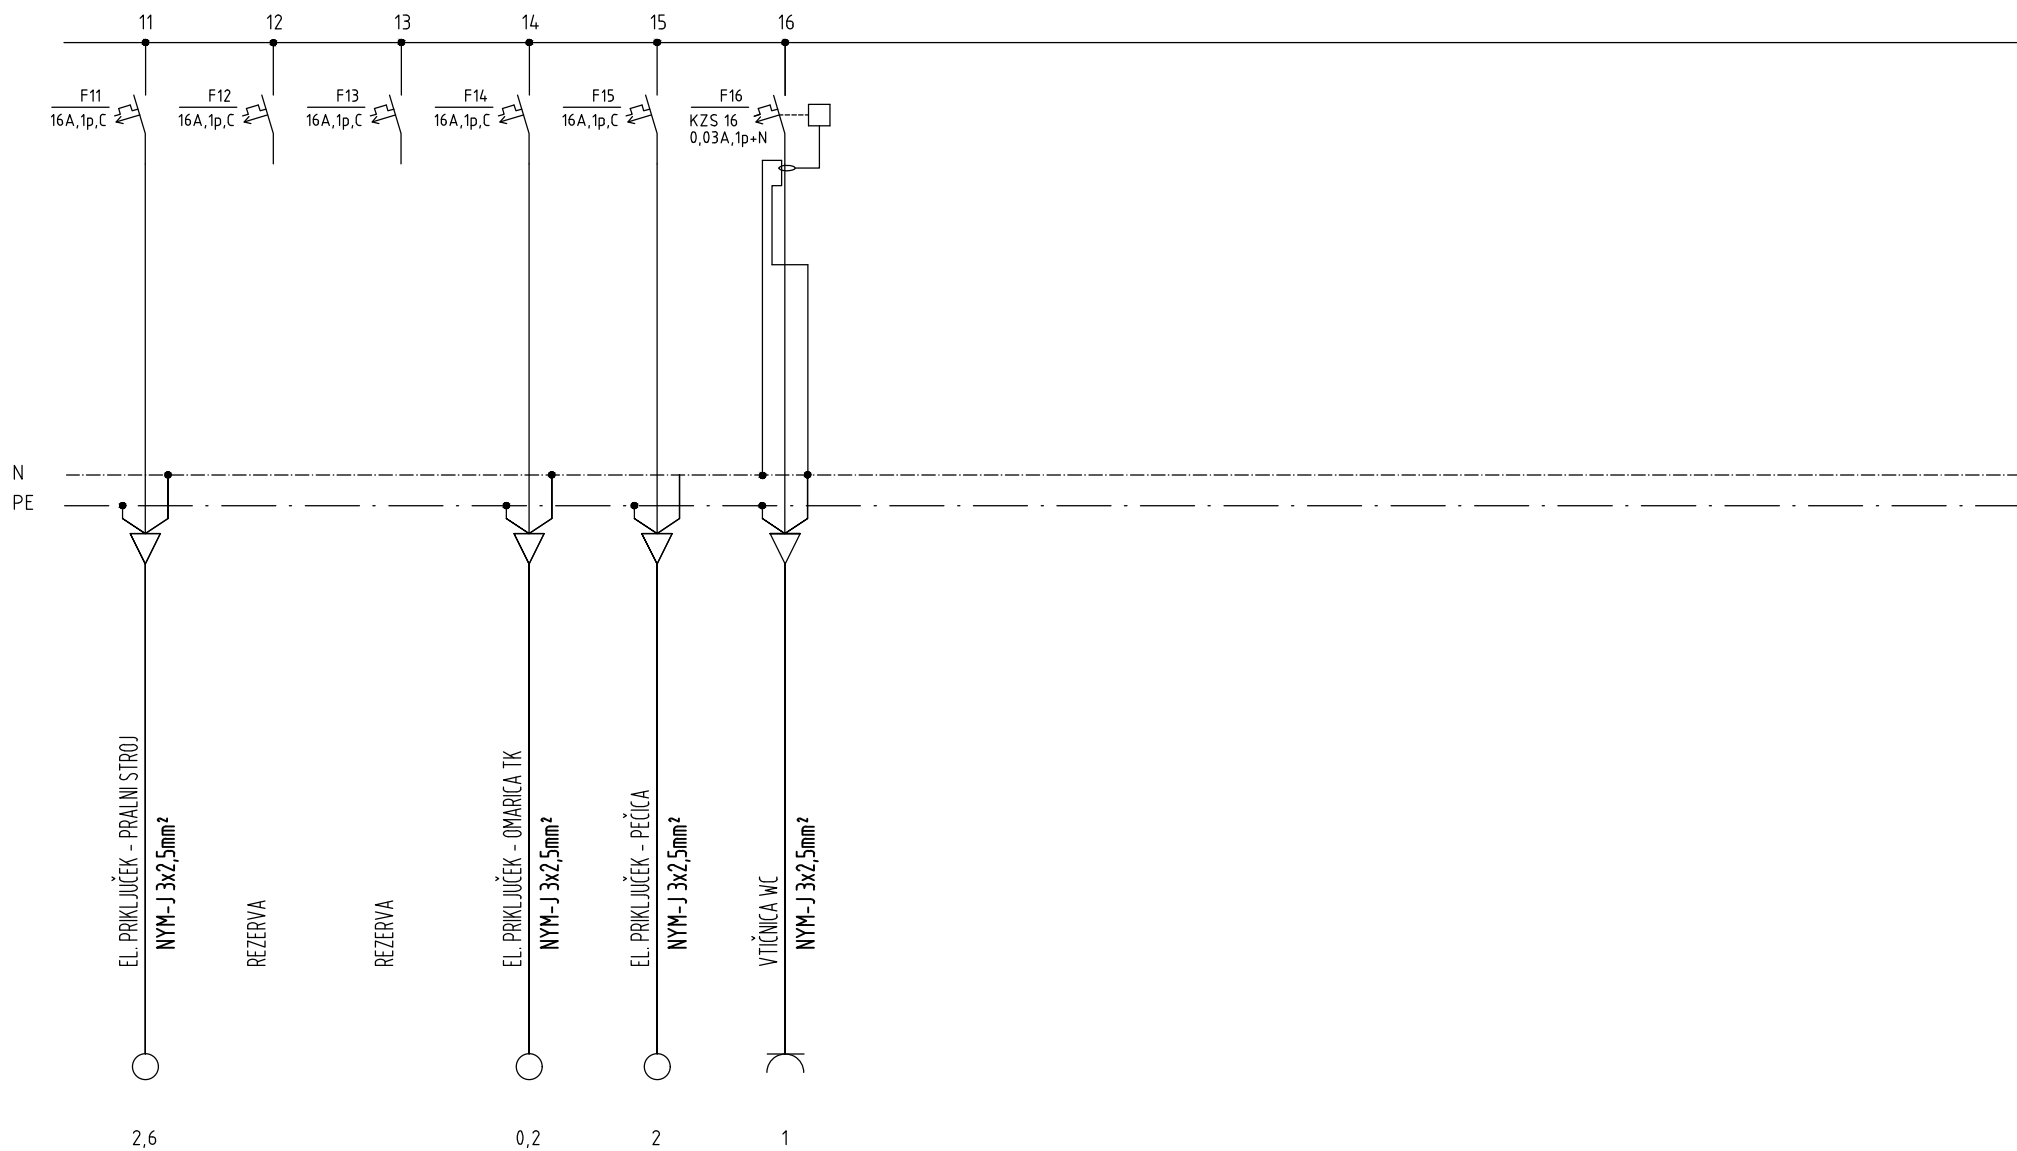 11
12
13
14
15
16
F11
16A,1p,C
F12
16A,1p,C
F13
16A,1p,C
F14
16A,1p,C
F15
16A,1p,C
F16
KZS 16
0,03A,1p+N
N
PE
EL. PRIKLJUČEK - PRALNI STROJ
NYM-J 3x2,5mm²
REZERVA
REZERVA
EL. PRIKLJUČEK - OMARICA TK
NYM-J 3x2,5mm²
EL. PRIKLJUČEK - PEČICA
NYM-J 3x2,5mm²
VTIČNICA WC
NYM-J 3x2,5mm²
2,6
0,2
2
1